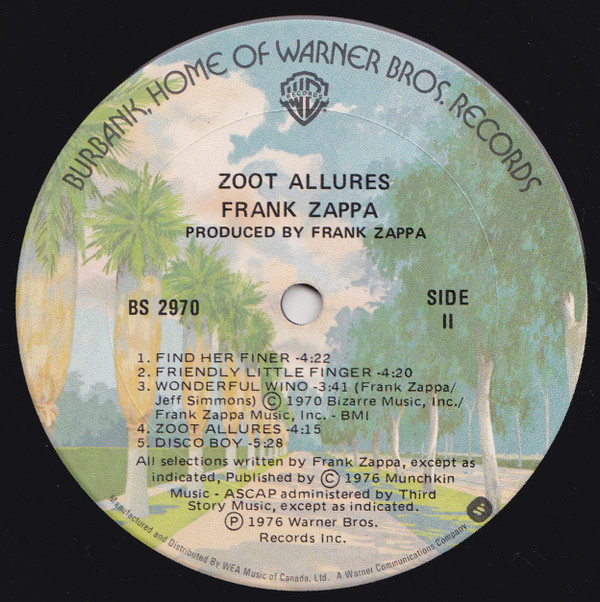 BURBANK, HOME OF WARNER BROS. RECORDS
RECORDS
ZOOT ALLURES
FRANK ZAPPA
PRODUCED BY FRANK ZAPPA
BS 2970
SIDE
II
1. FIND HER FINER -4:22
2. FRIENDLY LITTLE FINGER -4:20
3. WONDERFUL WINO -3:41 (Frank Zappa/
Jeff Simmons) © 1970 Bizarre Music, Inc./
Frank Zappa Music, Inc. - BMI
4. ZOOT ALLURES -4:15
5. DISCO BOY -5:28
All selections written by Frank Zappa, except as
indicated, Published by © 1976 Munchkin
Music - ASCAP administered by Third
Story Music, except as indicated.
℗ 1976 Warner Bros.
Records Inc.
Manufactured and Distributed By WEA Music of Canada, Ltd. A Warner Communications Company